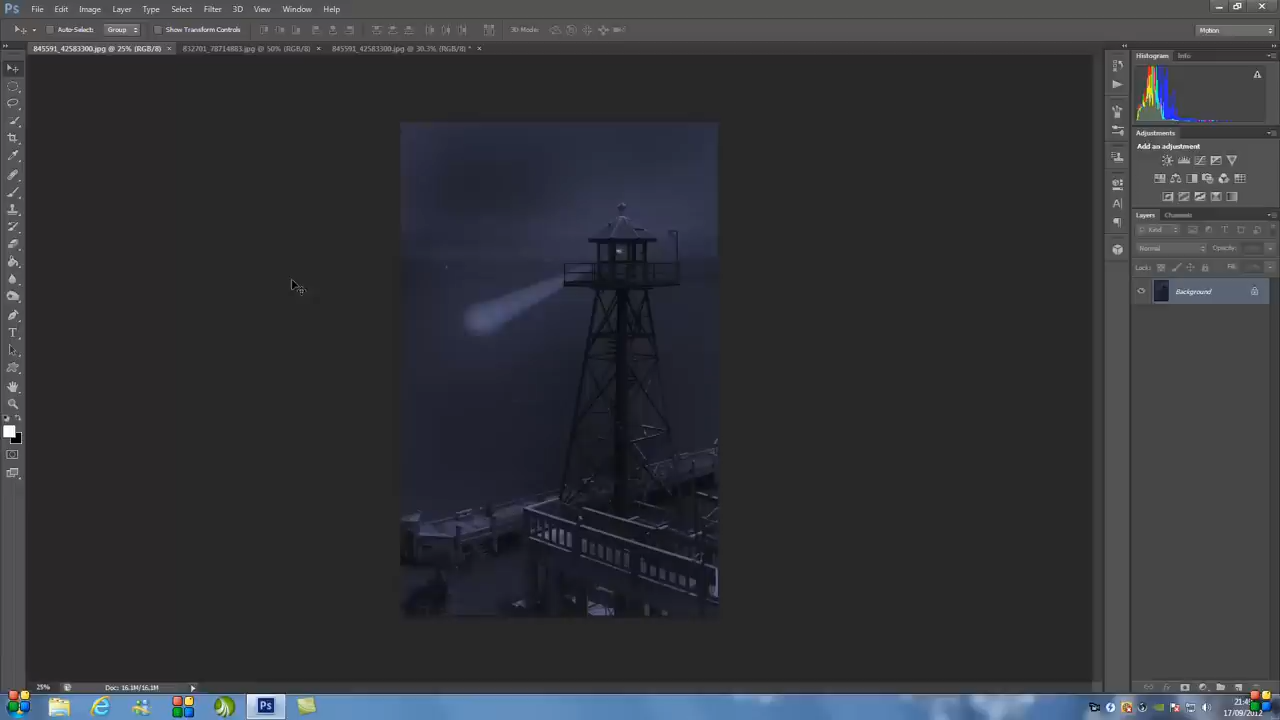 Ps File Edit Image Layer Type Select Filter 3D View Window Help
Auto-Select: Group Show Transform Controls 3D Mode: Motion
845591_42583300.jpg @ 25% (RGB/8) × 832701_78714883.jpg @ 50% (RGB/8) × 845591_42583300.jpg @ 30.3% (RGB/8) * ×
Histogram Info
Adjustments
Add an adjustment
Layers Channels
Kind
Normal Opacity:
Lock: Fill:
Background
25% Doc: 16.1M/16.1M
Ps
17/09/2012